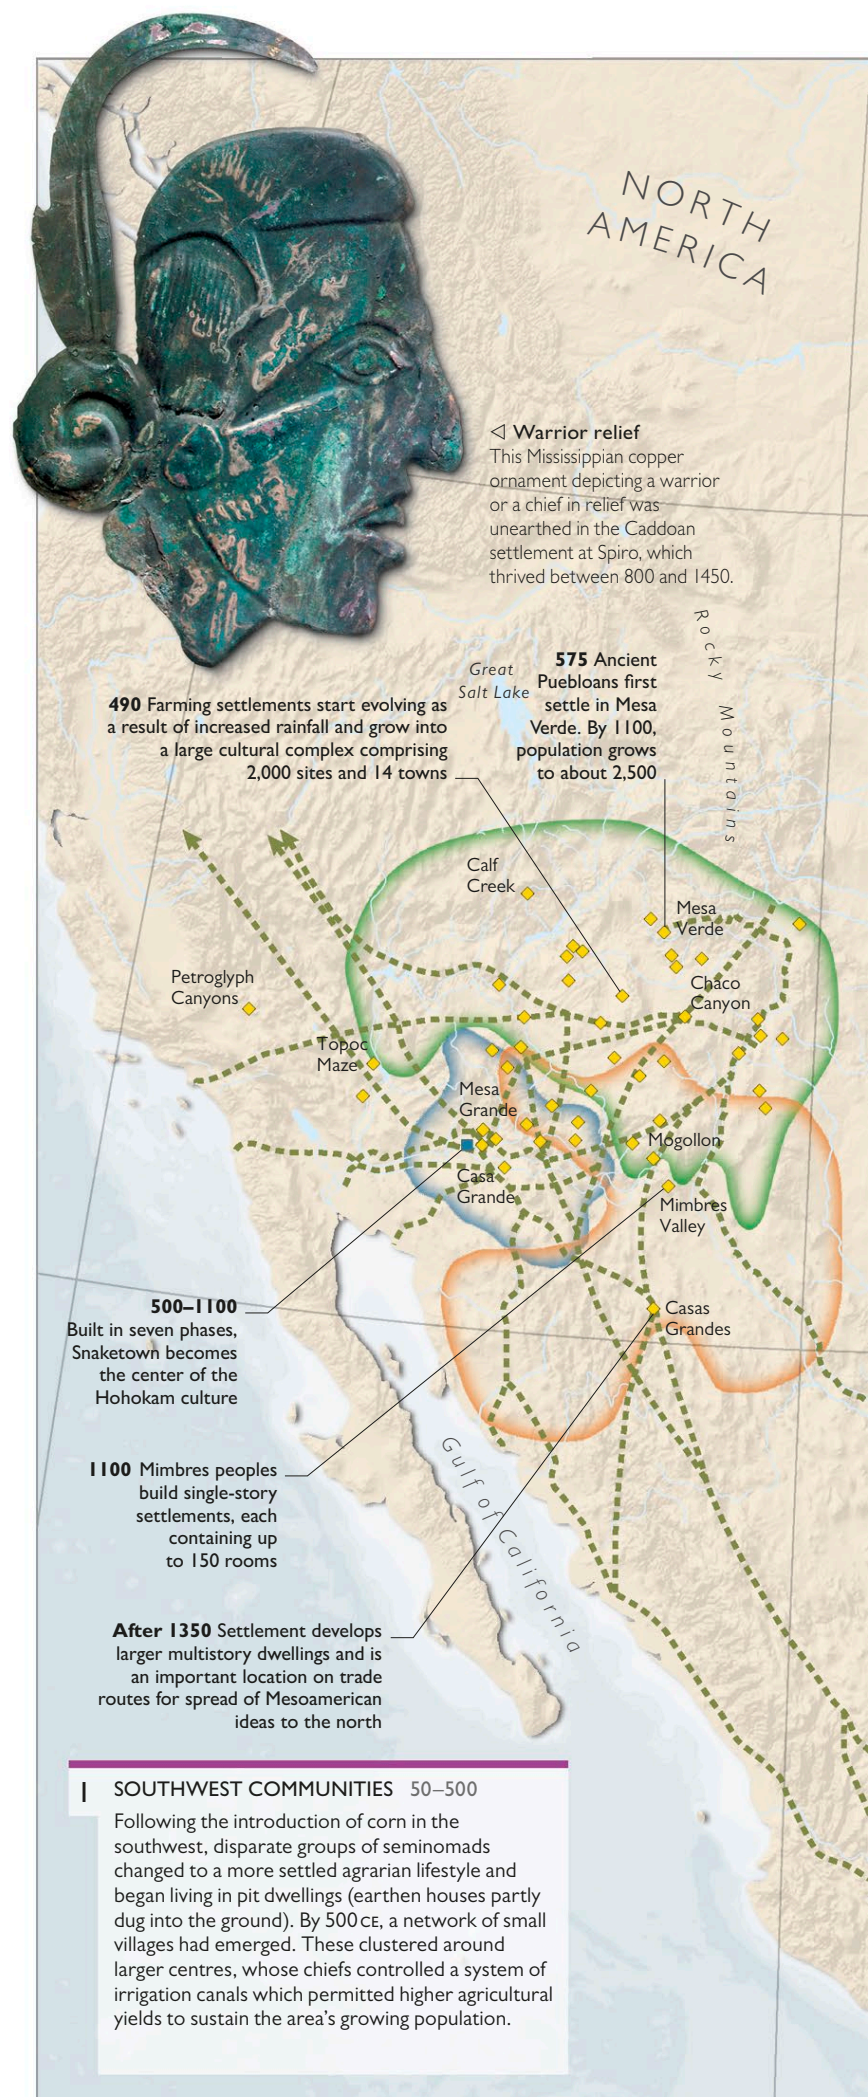 NORTH
AMERICA
◁ Warrior relief
This Mississippian copper
ornament depicting a warrior
or a chief in relief was
unearthed in the Caddoan
settlement at Spiro, which
thrived between 800 and 1450.
Rocky Mountains
Great
Salt Lake
575 Ancient
Puebloans first
settle in Mesa
Verde. By 1100,
population grows
to about 2,500
490 Farming settlements start evolving as
a result of increased rainfall and grow into
a large cultural complex comprising
2,000 sites and 14 towns
Calf
Creek
Mesa
Verde
Petroglyph
Canyons
Chaco
Canyon
Topoc
Maze
Mesa
Grande
Mogollon
Casa
Grande
Mimbres
Valley
500–1100
Built in seven phases,
Snaketown becomes
the center of the
Hohokam culture
Casas
Grandes
1100 Mimbres peoples
build single-story
settlements, each
containing up
to 150 rooms
Gulf of California
After 1350 Settlement develops
larger multistory dwellings and is
an important location on trade
routes for spread of Mesoamerican
ideas to the north
1 SOUTHWEST COMMUNITIES 50–500
Following the introduction of corn in the
southwest, disparate groups of seminomads
changed to a more settled agrarian lifestyle and
began living in pit dwellings (earthen houses partly
dug into the ground). By 500 CE, a network of small
villages had emerged. These clustered around
larger centres, whose chiefs controlled a system of
irrigation canals which permitted higher agricultural
yields to sustain the area's growing population.